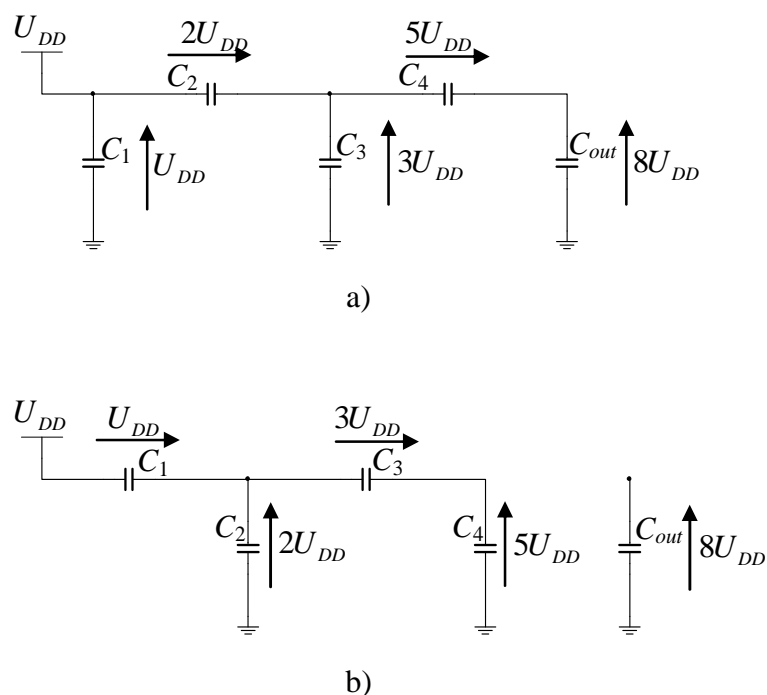 U_DD
2U_DD
5U_DD
C_2
C_4
C_1
U_DD
C_3
3U_DD
C_out
8U_DD
a)
U_DD
U_DD
3U_DD
C_1
C_3
C_2
2U_DD
C_4
5U_DD
C_out
8U_DD
b)